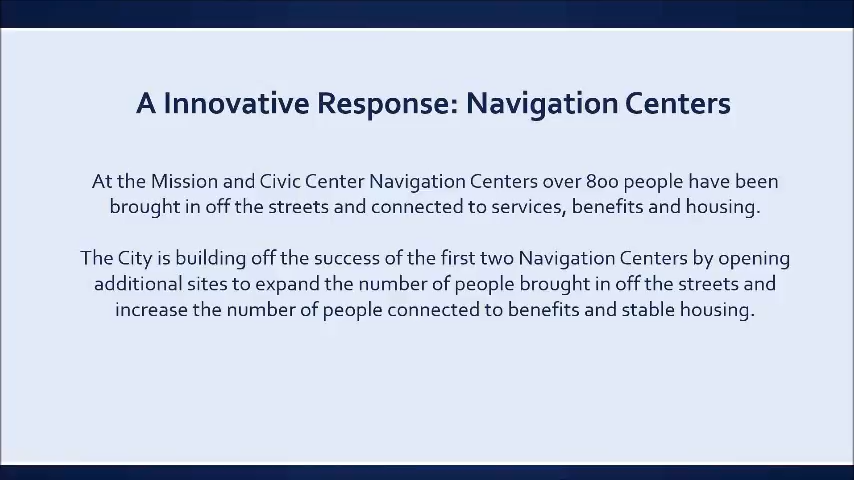 A Innovative Response: Navigation Centers
At the Mission and Civic Center Navigation Centers over 800 people have been
brought in off the streets and connected to services, benefits and housing.
The City is building off the success of the first two Navigation Centers by opening
additional sites to expand the number of people brought in off the streets and
increase the number of people connected to benefits and stable housing.